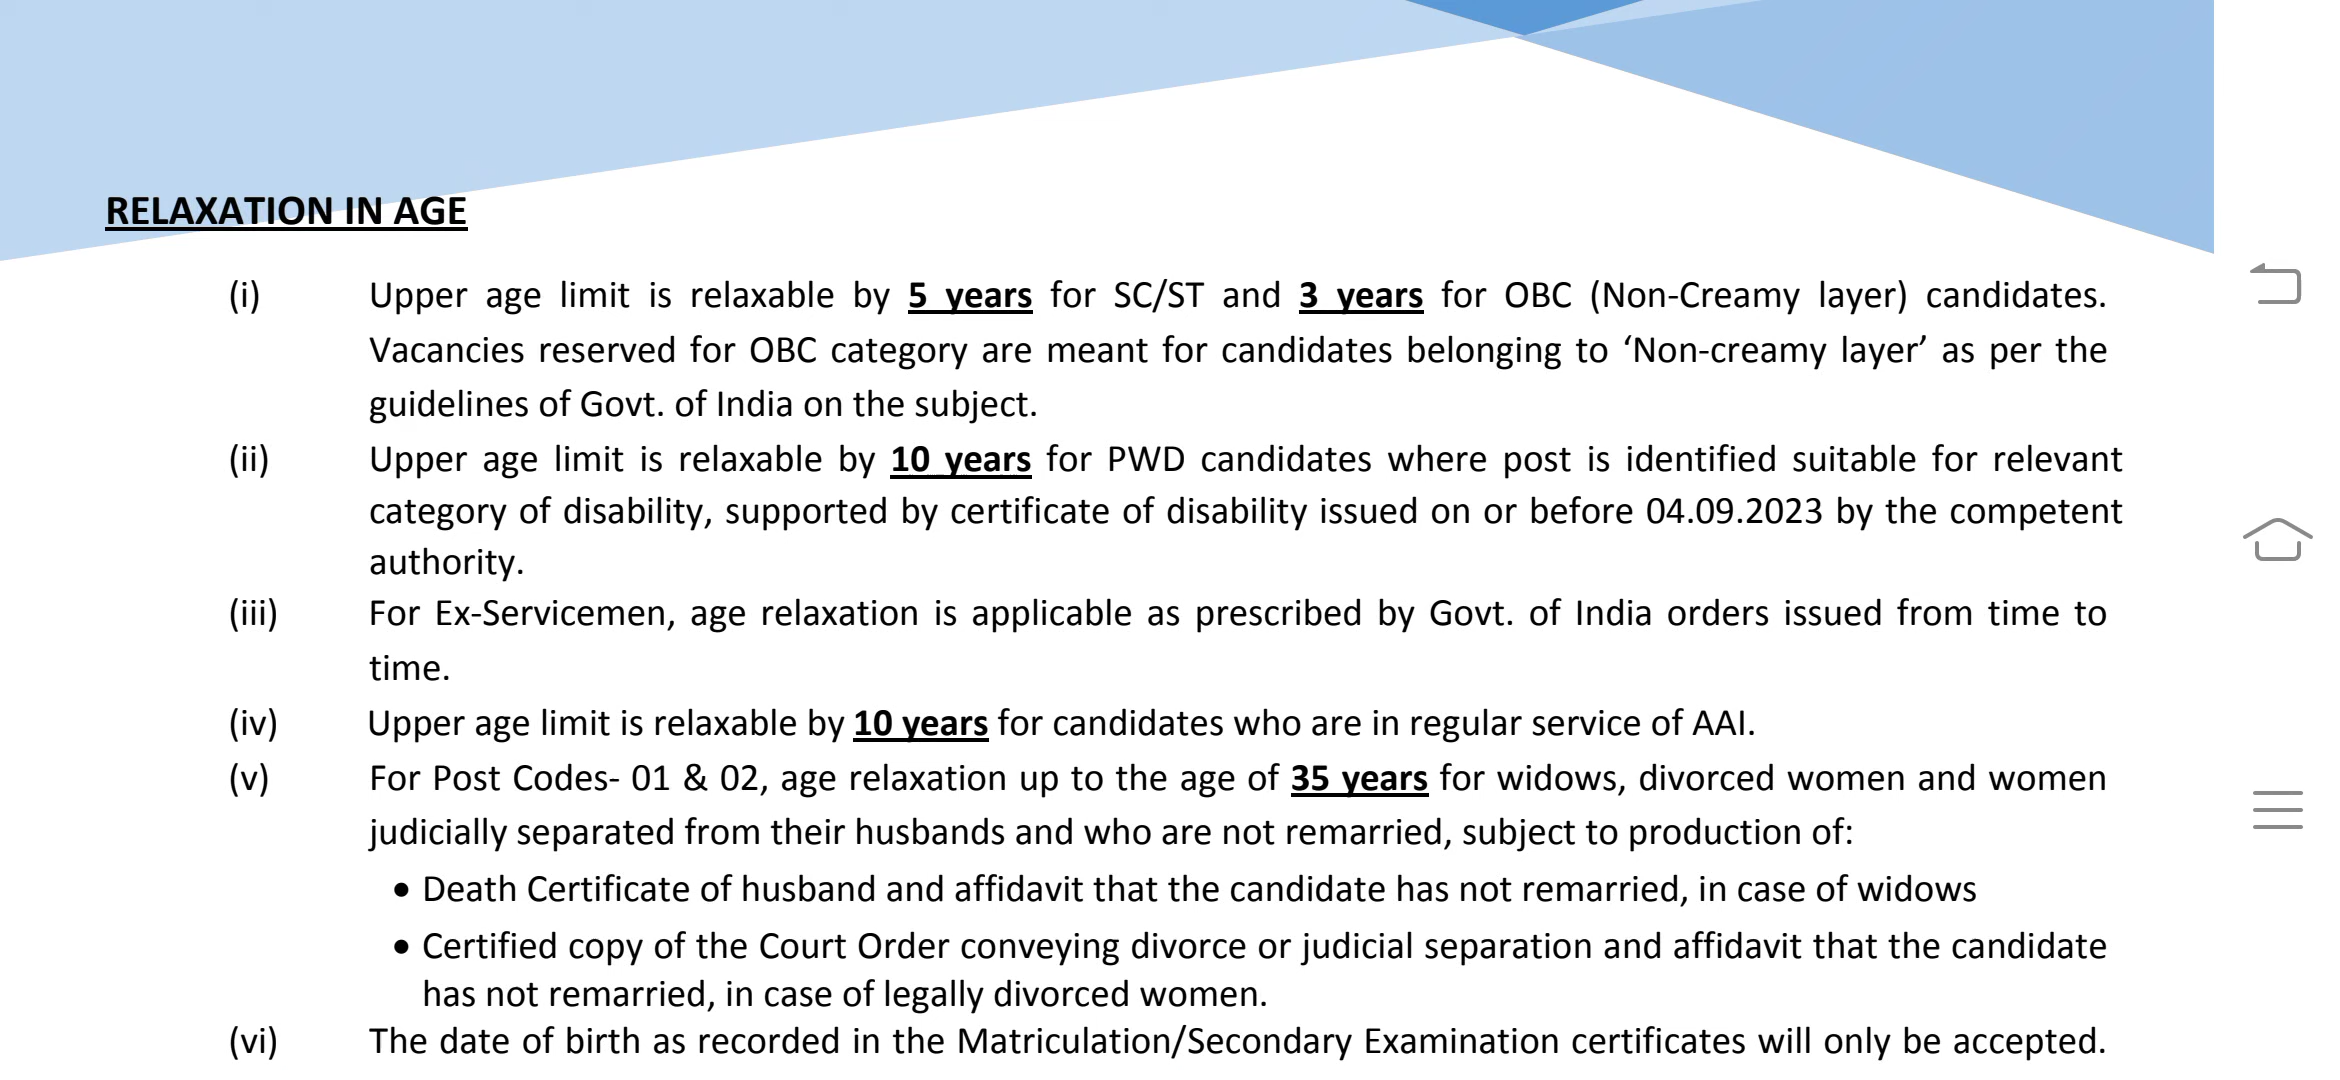 RELAXATION IN AGE
(i) Upper age limit is relaxable by 5 years for SC/ST and 3 years for OBC (Non-Creamy layer) candidates.
Vacancies reserved for OBC category are meant for candidates belonging to ‘Non-creamy layer’ as per the
guidelines of Govt. of India on the subject.
(ii) Upper age limit is relaxable by 10 years for PWD candidates where post is identified suitable for relevant
category of disability, supported by certificate of disability issued on or before 04.09.2023 by the competent
authority.
(iii) For Ex-Servicemen, age relaxation is applicable as prescribed by Govt. of India orders issued from time to
time.
(iv) Upper age limit is relaxable by 10 years for candidates who are in regular service of AAI.
(v) For Post Codes- 01 & 02, age relaxation up to the age of 35 years for widows, divorced women and women
judicially separated from their husbands and who are not remarried, subject to production of:
• Death Certificate of husband and affidavit that the candidate has not remarried, in case of widows
• Certified copy of the Court Order conveying divorce or judicial separation and affidavit that the candidate
has not remarried, in case of legally divorced women.
(vi) The date of birth as recorded in the Matriculation/Secondary Examination certificates will only be accepted.